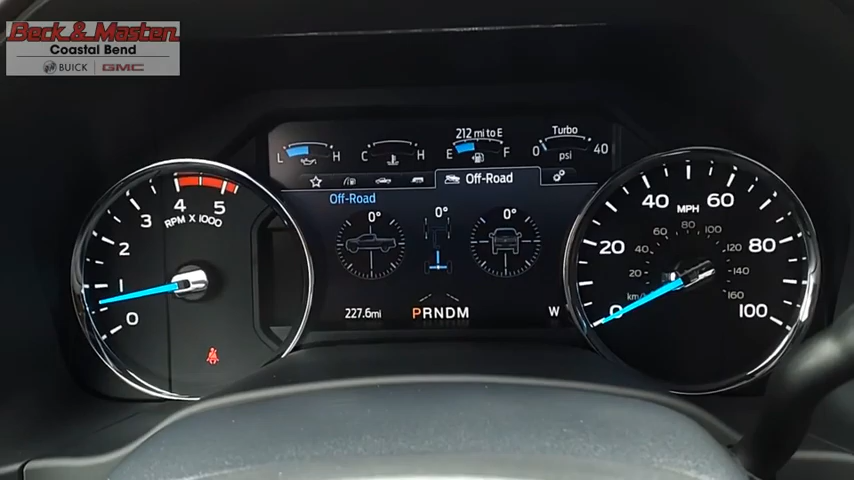 Beck & Masten
Coastal Bend
BUICK | GMC
212 mi to E
Turbo
L H C H E F 0 40
psi
Off-Road
Off-Road
0° 0° 0°
227.6mi
PRNDM
W
0 1 2 3 4 5
RPM X 1000
0 20 40 60 80 100
MPH
20 40 60 80 100 120 140 160
km/h